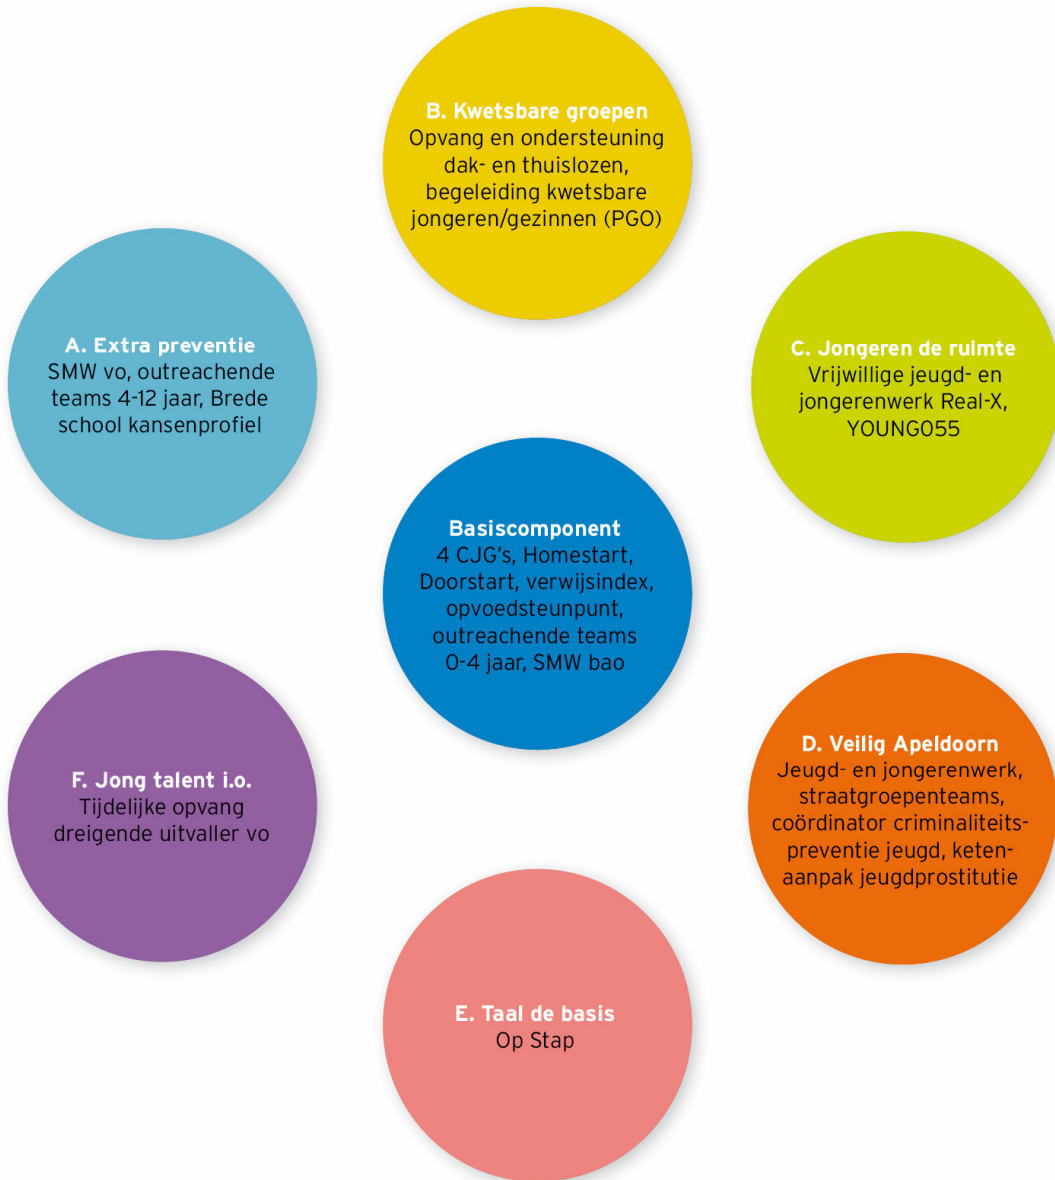 B. Kwetsbare groepen
Opvang en ondersteuning
dak- en thuislozen,
begeleiding kwetsbare
jongeren/gezinnen (PGO)
A. Extra preventie
SMW vo, outreachende
teams 4-12 jaar, Brede
school kansenprofiel
C. Jongeren de ruimte
Vrijwillige jeugd- en
jongerenwerk Real-X,
YOUNG055
Basiscomponent
4 CJG's, Homestart,
Doorstart, verwijsindex,
opvoedsteunpunt,
outreachende teams
0-4 jaar, SMW bao
F. Jong talent i.o.
Tijdelijke opvang
dreigende uitvaller vo
D. Veilig Apeldoorn
Jeugd- en jongerenwerk,
straatgroepenteams,
coördinator criminaliteits-
preventie jeugd, keten-
aanpak jeugdprostitutie
E. Taal de basis
Op Stap